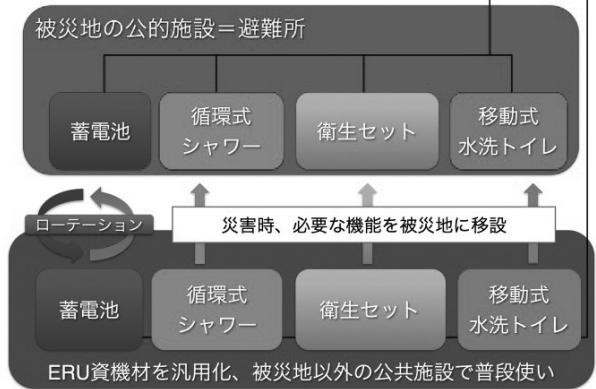 被災地の公的施設=避難所
蓄電池
循環式
シャワー
衛生セット
移動式
水洗トイレ
ローテーション
災害時、必要な機能を被災地に移設
蓄電池
循環式
シャワー
衛生セット
移動式
水洗トイレ
ERU資機材を汎用化、被災地以外の公共施設で普段使い